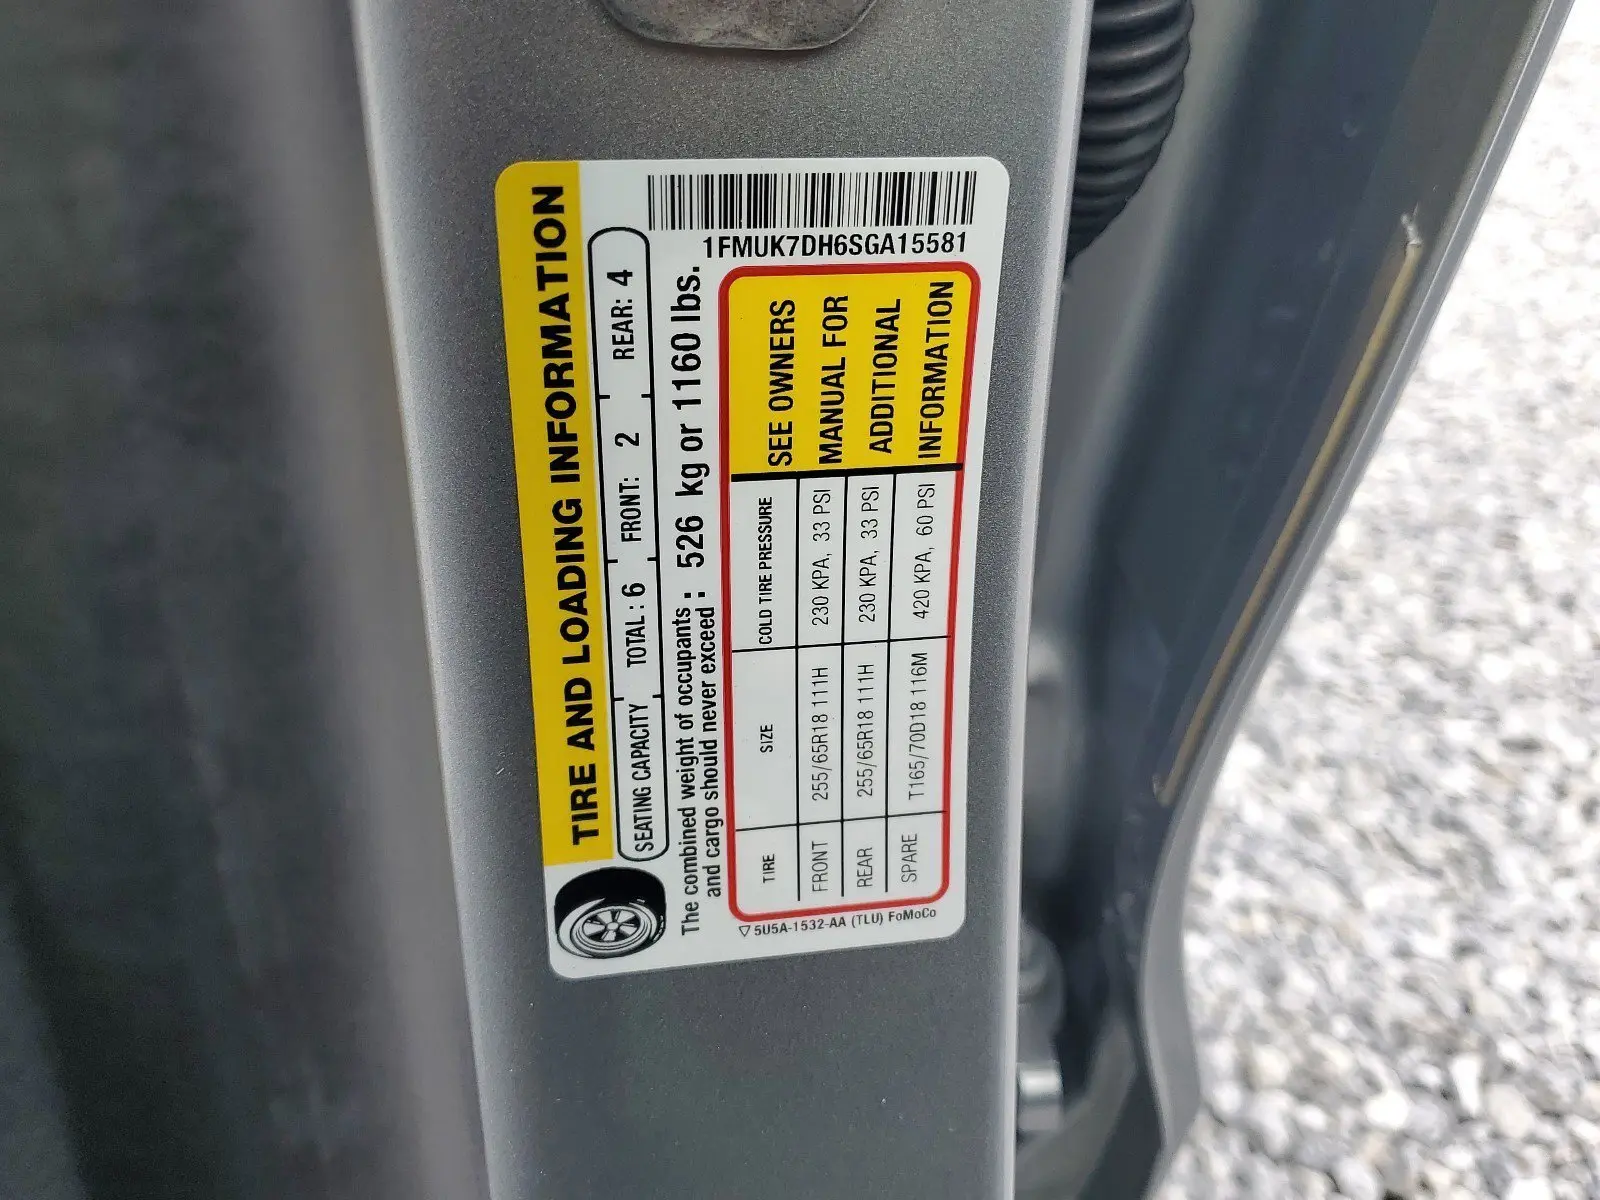 1FMUK7DH6SGA15581
TIRE AND LOADING INFORMATION
SEATING CAPACITY TOTAL : 6 FRONT: 2 REAR: 4
The combined weight of occupants : 526 kg or 1160 lbs.
and cargo should never exceed :
TIRE SIZE COLD TIRE PRESSURE
FRONT 255/65R18 111H 230 KPA, 33 PSI
REAR 255/65R18 111H 230 KPA, 33 PSI
SPARE T165/70D18 116M 420 KPA, 60 PSI
SEE OWNERS
MANUAL FOR
ADDITIONAL
INFORMATION
5U5A-1532-AA (TLU) FoMoCo